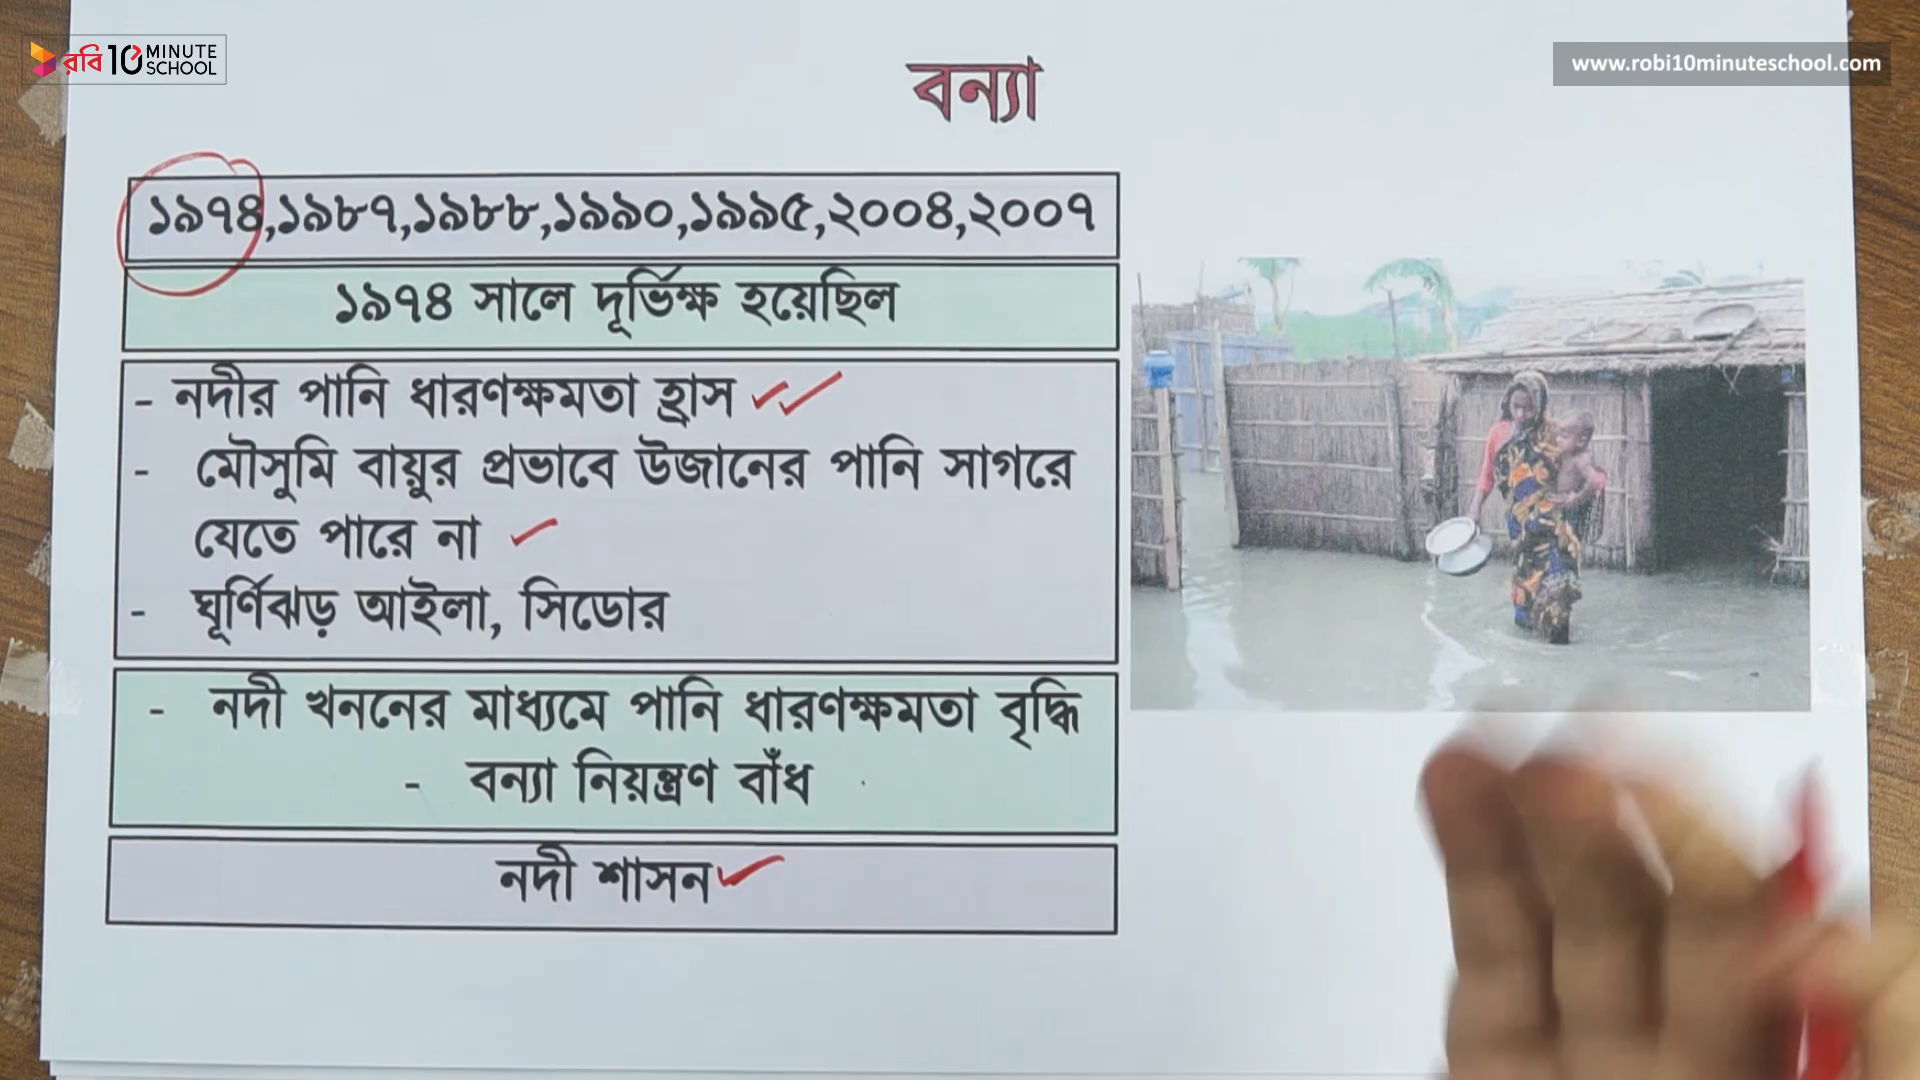 রবি 10 MINUTE SCHOOL
www.robi10minuteschool.com
বন্যা
১৯৭৪,১৯৮৭,১৯৮৮,১৯৯০,১৯৯৫,২০০৪,২০০৭
১৯৭৪ সালে দূর্ভিক্ষ হয়েছিল
- নদীর পানি ধারণক্ষমতা হ্রাস
- মৌসুমি বায়ুর প্রভাবে উজানের পানি সাগরে
যেতে পারে না
- ঘূর্ণিঝড় আইলা, সিডোর
- নদী খননের মাধ্যমে পানি ধারণক্ষমতা বৃদ্ধি
- বন্যা নিয়ন্ত্রণ বাঁধ
নদী শাসন